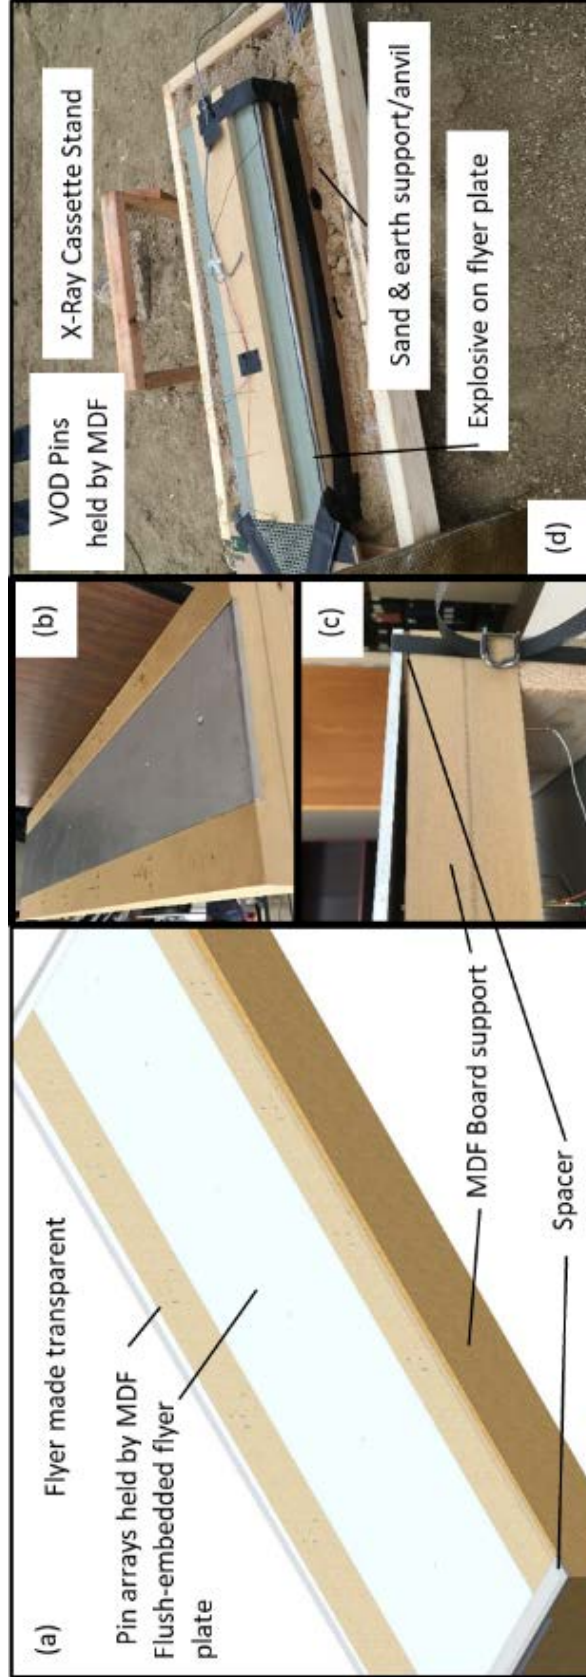 (a)
Flyer made transparent
Pin arrays held by MDF
Flush-embedded flyer
plate
MDF Board support
Spacer
(b)
(c)
VOD Pins
held by MDF
X-Ray Cassette Stand
Sand & earth support/anvil
Explosive on flyer plate
(d)